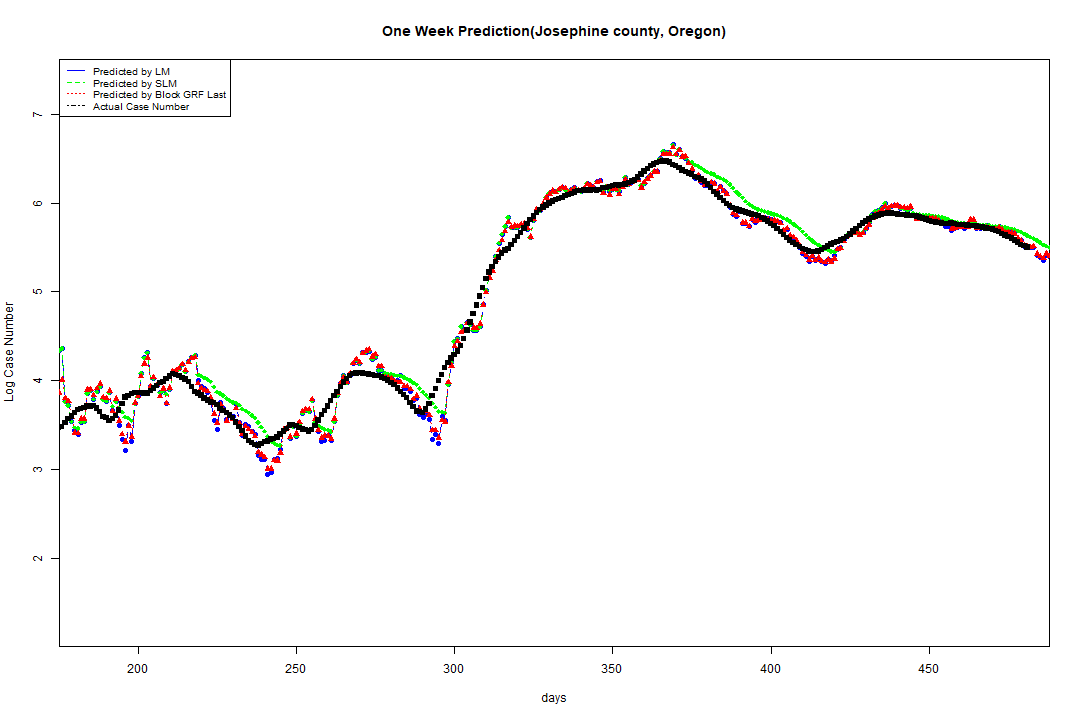 One Week Prediction(Josephine county, Oregon)
Predicted by LM
Predicted by SLM
Predicted by Block GRF Last
Actual Case Number
Log Case Number
7
6
5
4
3
2
200 250 300 350 400 450
days